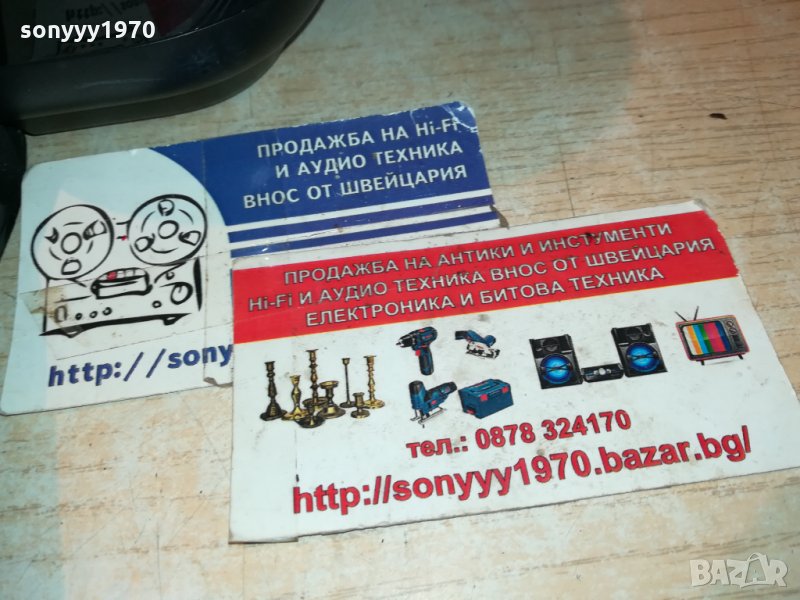 sonyyy1970
ПРОДАЖБА НА Hi-Fi
И АУДИО ТЕХНИКА
ВНОС ОТ ШВЕЙЦАРИЯ
http://sony
ПРОДАЖБА НА АНТИКИ И ИНСТУМЕНТИ
Hi-Fi И АУДИО ТЕХНИКА ВНОС ОТ ШВЕЙЦАРИЯ
ЕЛЕКТРОНИКА И БИТОВА ТЕХНИКА
тел.: 0878 324170
http://sonyyy1970.bazar.bg/
BAZAR